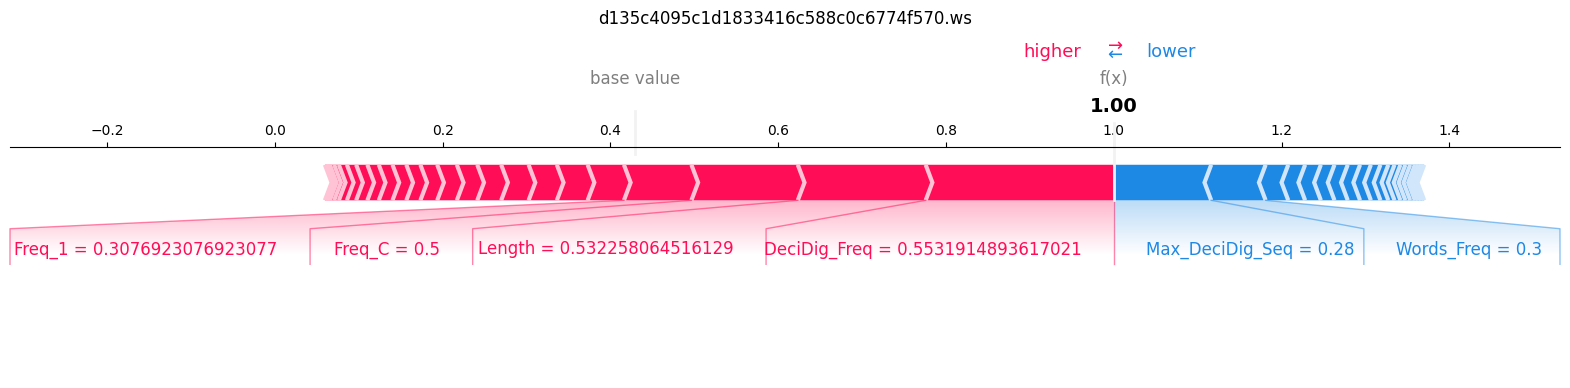 d135c4095c1d1833416c588c0c6774f570.ws
higher ⇄ lower
base value f(x)
1.00
−0.2 0.0 0.2 0.4 0.6 0.8 1.0 1.2 1.4
Freq_1 = 0.3076923076923077 Freq_C = 0.5 Length = 0.532258064516129 DeciDig_Freq = 0.5531914893617021 Max_DeciDig_Seq = 0.28 Words_Freq = 0.3